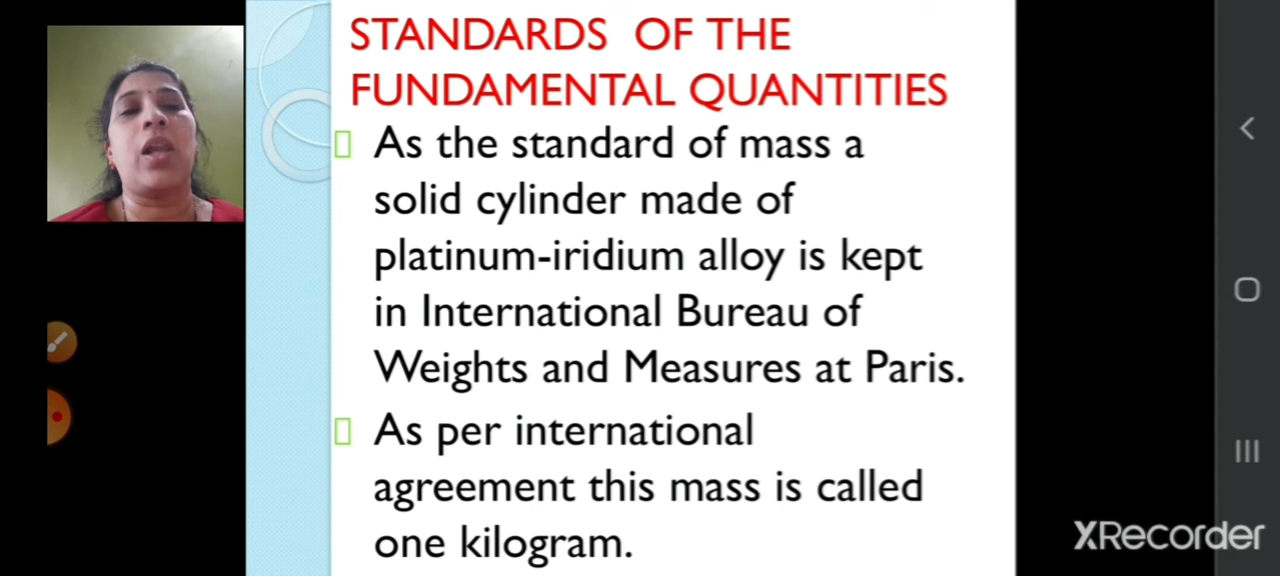 STANDARDS OF THE
FUNDAMENTAL QUANTITIES
As the standard of mass a
solid cylinder made of
platinum-iridium alloy is kept
in International Bureau of
Weights and Measures at Paris.
As per international
agreement this mass is called
one kilogram.
XRecorder